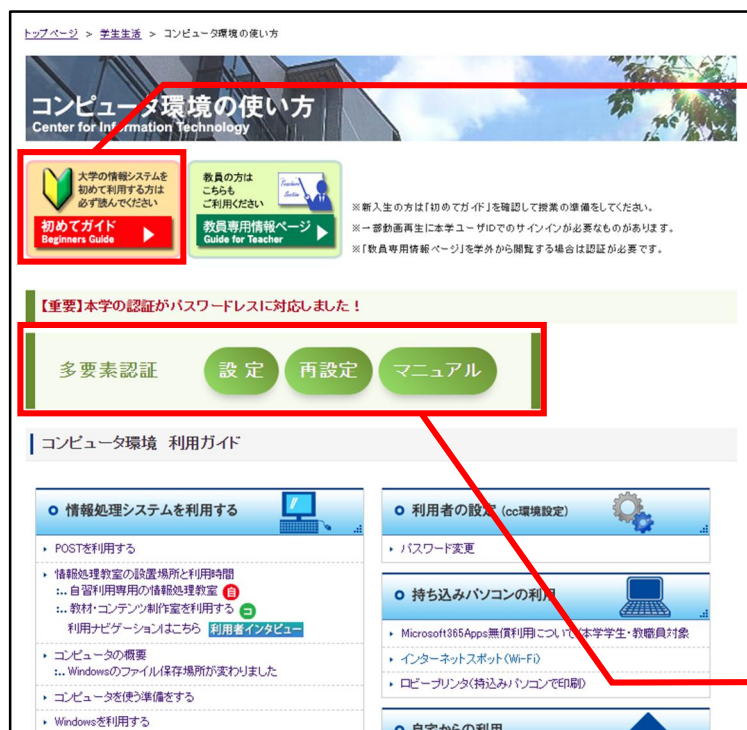 トップページ > 学生生活 > コンピュータ環境の使い方
コンピュータ環境の使い方
Center for Information Technology
大学の情報システムを
初めて利用する方は
必ず読んでください
初めてガイド
Beginners Guide
教員の方は
こちらも
ご利用ください
教員専用情報ページ
Guide for Teacher
※新入生の方は「初めてガイド」を確認して授業の準備をしてください。
※一部動画再生に本学ユーザIDでのサインインが必要なものがあります。
※「教員専用情報ページ」を学外から閲覧する場合は認証が必要です。
【重要】本学の認証がパスワードレスに対応しました!
多要素認証 設定 再設定 マニュアル
コンピュータ環境 利用ガイド
情報処理システムを利用する
POSTを利用する
情報処理教室の設置場所と利用時間
:..自習利用専用の情報処理教室 自
:..教材・コンテンツ制作室を利用する コ
利用ナビゲーションはこちら 利用者インタビュー
コンピュータの概要
:..Windowsのファイル保存場所が変わりました
コンピュータを使う準備をする
Windowsを利用する
利用者の設定 (cc環境設定)
パスワード変更
持ち込みパソコンの利用
Microsoft365Apps無償利用について/本学学生・教職員対象
インターネットスポット(Wi-Fi)
ロビープリンタ(持込みパソコンで印刷)
自宅からの利用